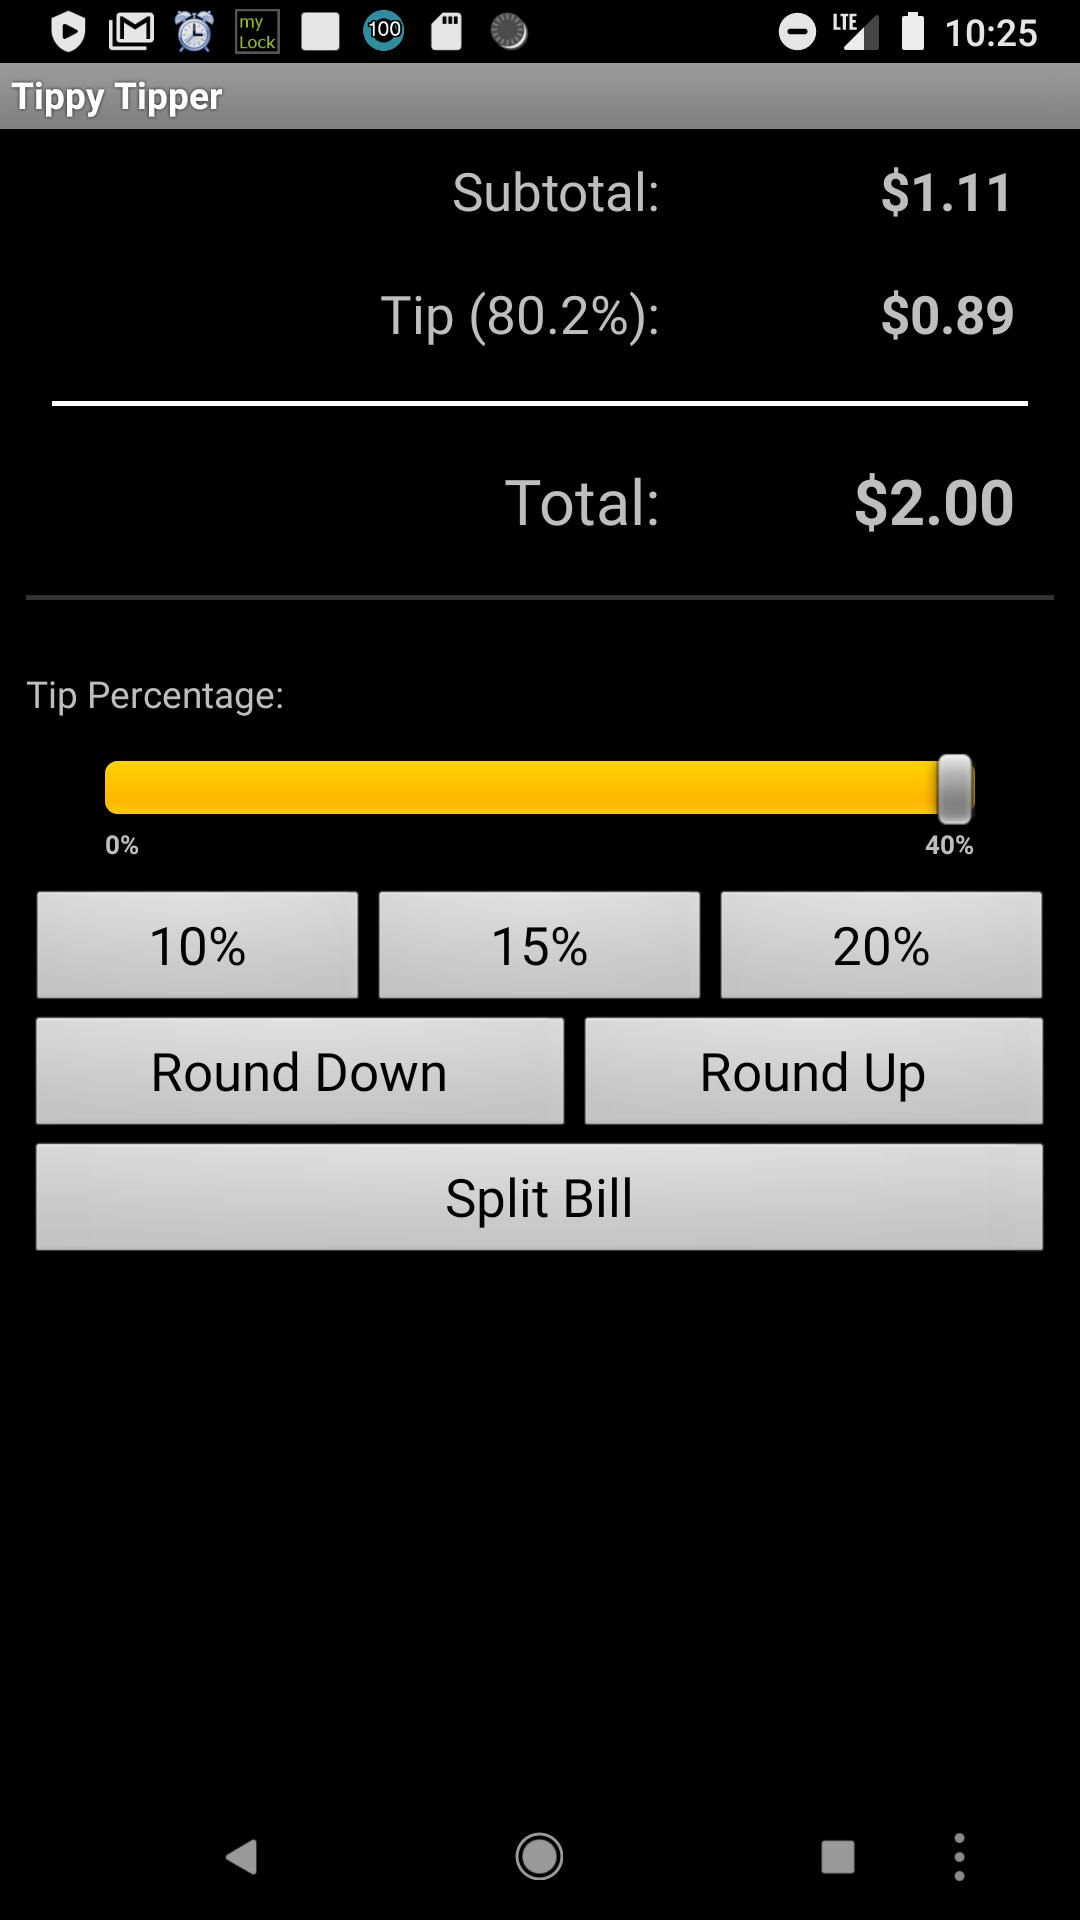 my Lock 100 LTE 10:25
Tippy Tipper
Subtotal: $1.11
Tip (80.2%): $0.89
Total: $2.00
Tip Percentage:
0% 40%
10% 15% 20%
Round Down Round Up
Split Bill